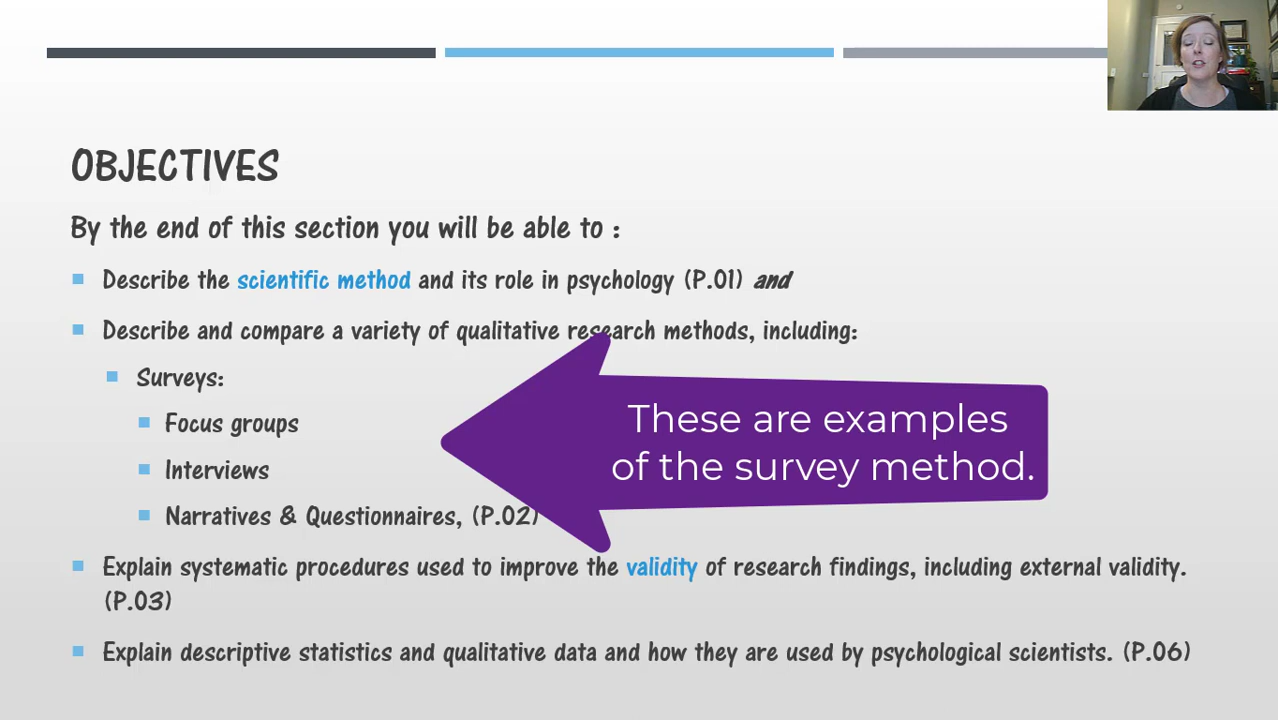 OBJECTIVES
By the end of this section you will be able to :
Describe the scientific method and its role in psychology (P.01) and
Describe and compare a variety of qualitative research methods, including:
Surveys:
Focus groups
Interviews
Narratives & Questionnaires, (P.02)
These are examples
of the survey method.
Explain systematic procedures used to improve the validity of research findings, including external validity.
(P.03)
Explain descriptive statistics and qualitative data and how they are used by psychological scientists. (P.06)